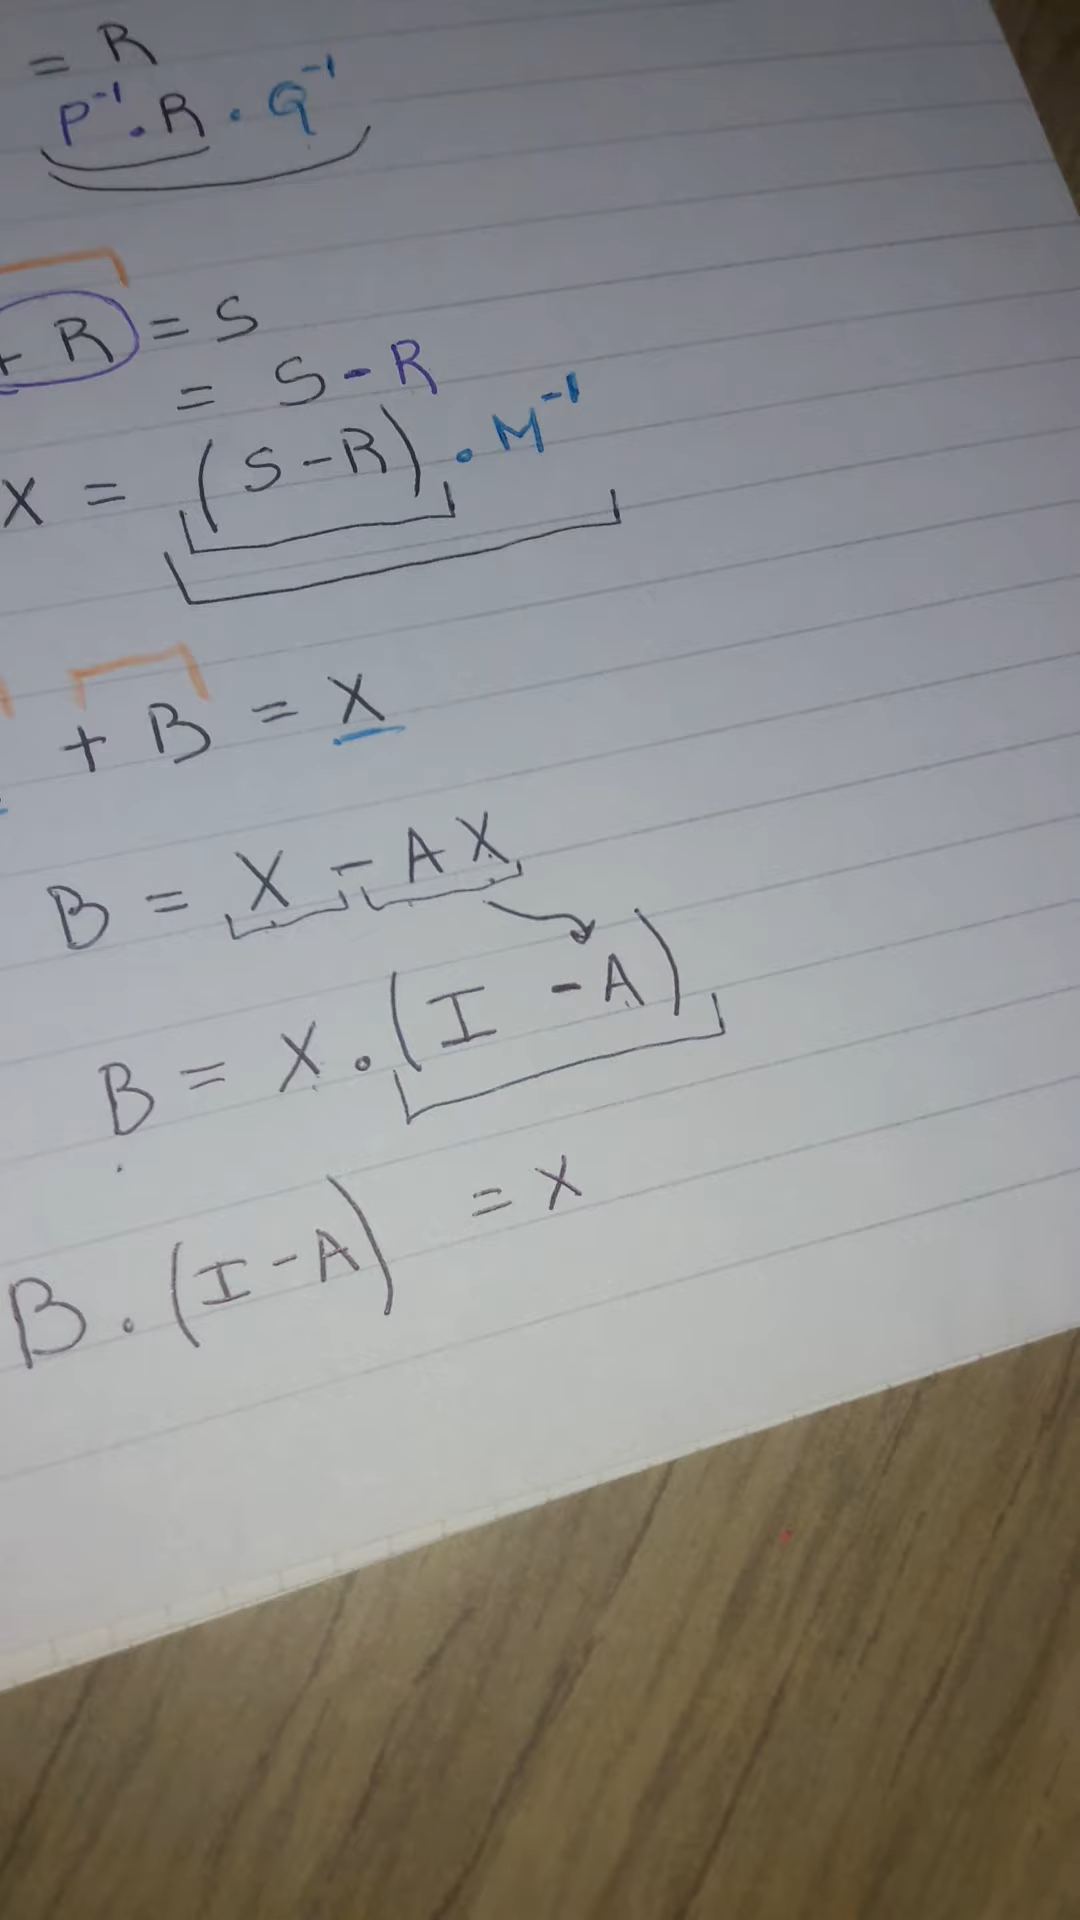 = R
P⁻¹ . R . Q⁻¹
+ R = S
= S - R
X = (S - R) . M⁻¹
+ B = X
B = X - AX
B = X . (I - A)
B . (I - A) = X